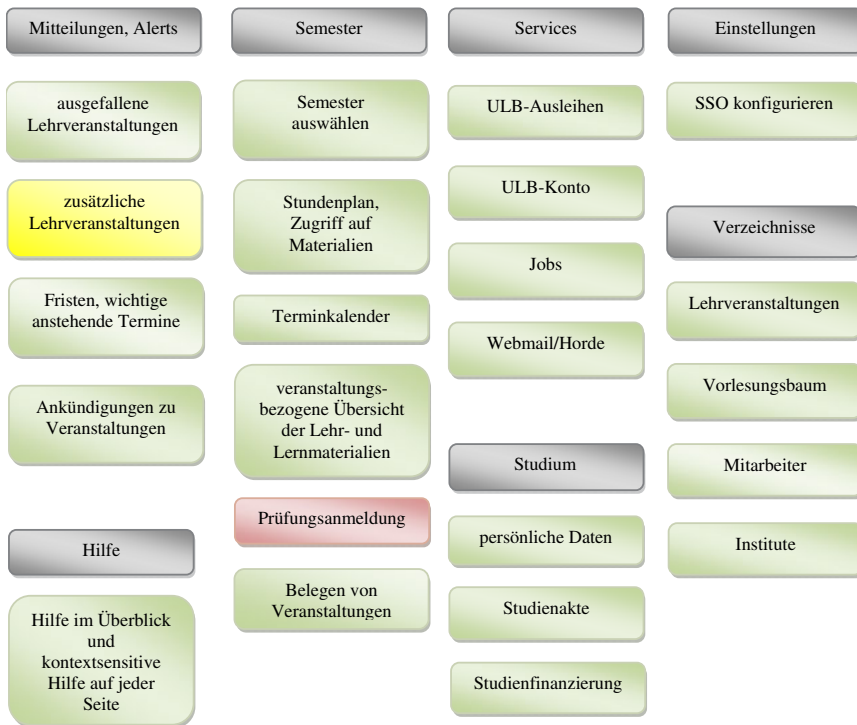 Mitteilungen, Alerts
ausgefallene
Lehrveranstaltungen
zusätzliche
Lehrveranstaltungen
Fristen, wichtige
anstehende Termine
Ankündigungen zu
Veranstaltungen
Hilfe
Hilfe im Überblick
und
kontextsensitive
Hilfe auf jeder
Seite
Semester
Semester
auswählen
Stundenplan,
Zugriff auf
Materialien
Terminkalender
veranstaltungs-
bezogene Übersicht
der Lehr- und
Lernmaterialien
Prüfungsanmeldung
Belegen von
Veranstaltungen
Services
ULB-Ausleihen
ULB-Konto
Jobs
Webmail/Horde
Studium
persönliche Daten
Studienakte
Studienfinanzierung
Einstellungen
SSO konfigurieren
Verzeichnisse
Lehrveranstaltungen
Vorlesungsbaum
Mitarbeiter
Institute